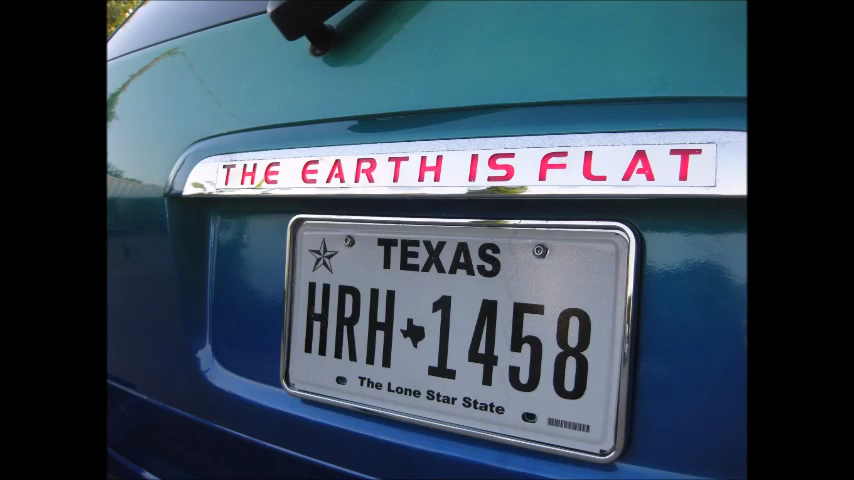 THE EARTH IS FLAT
TEXAS
HRH 1458
The Lone Star State